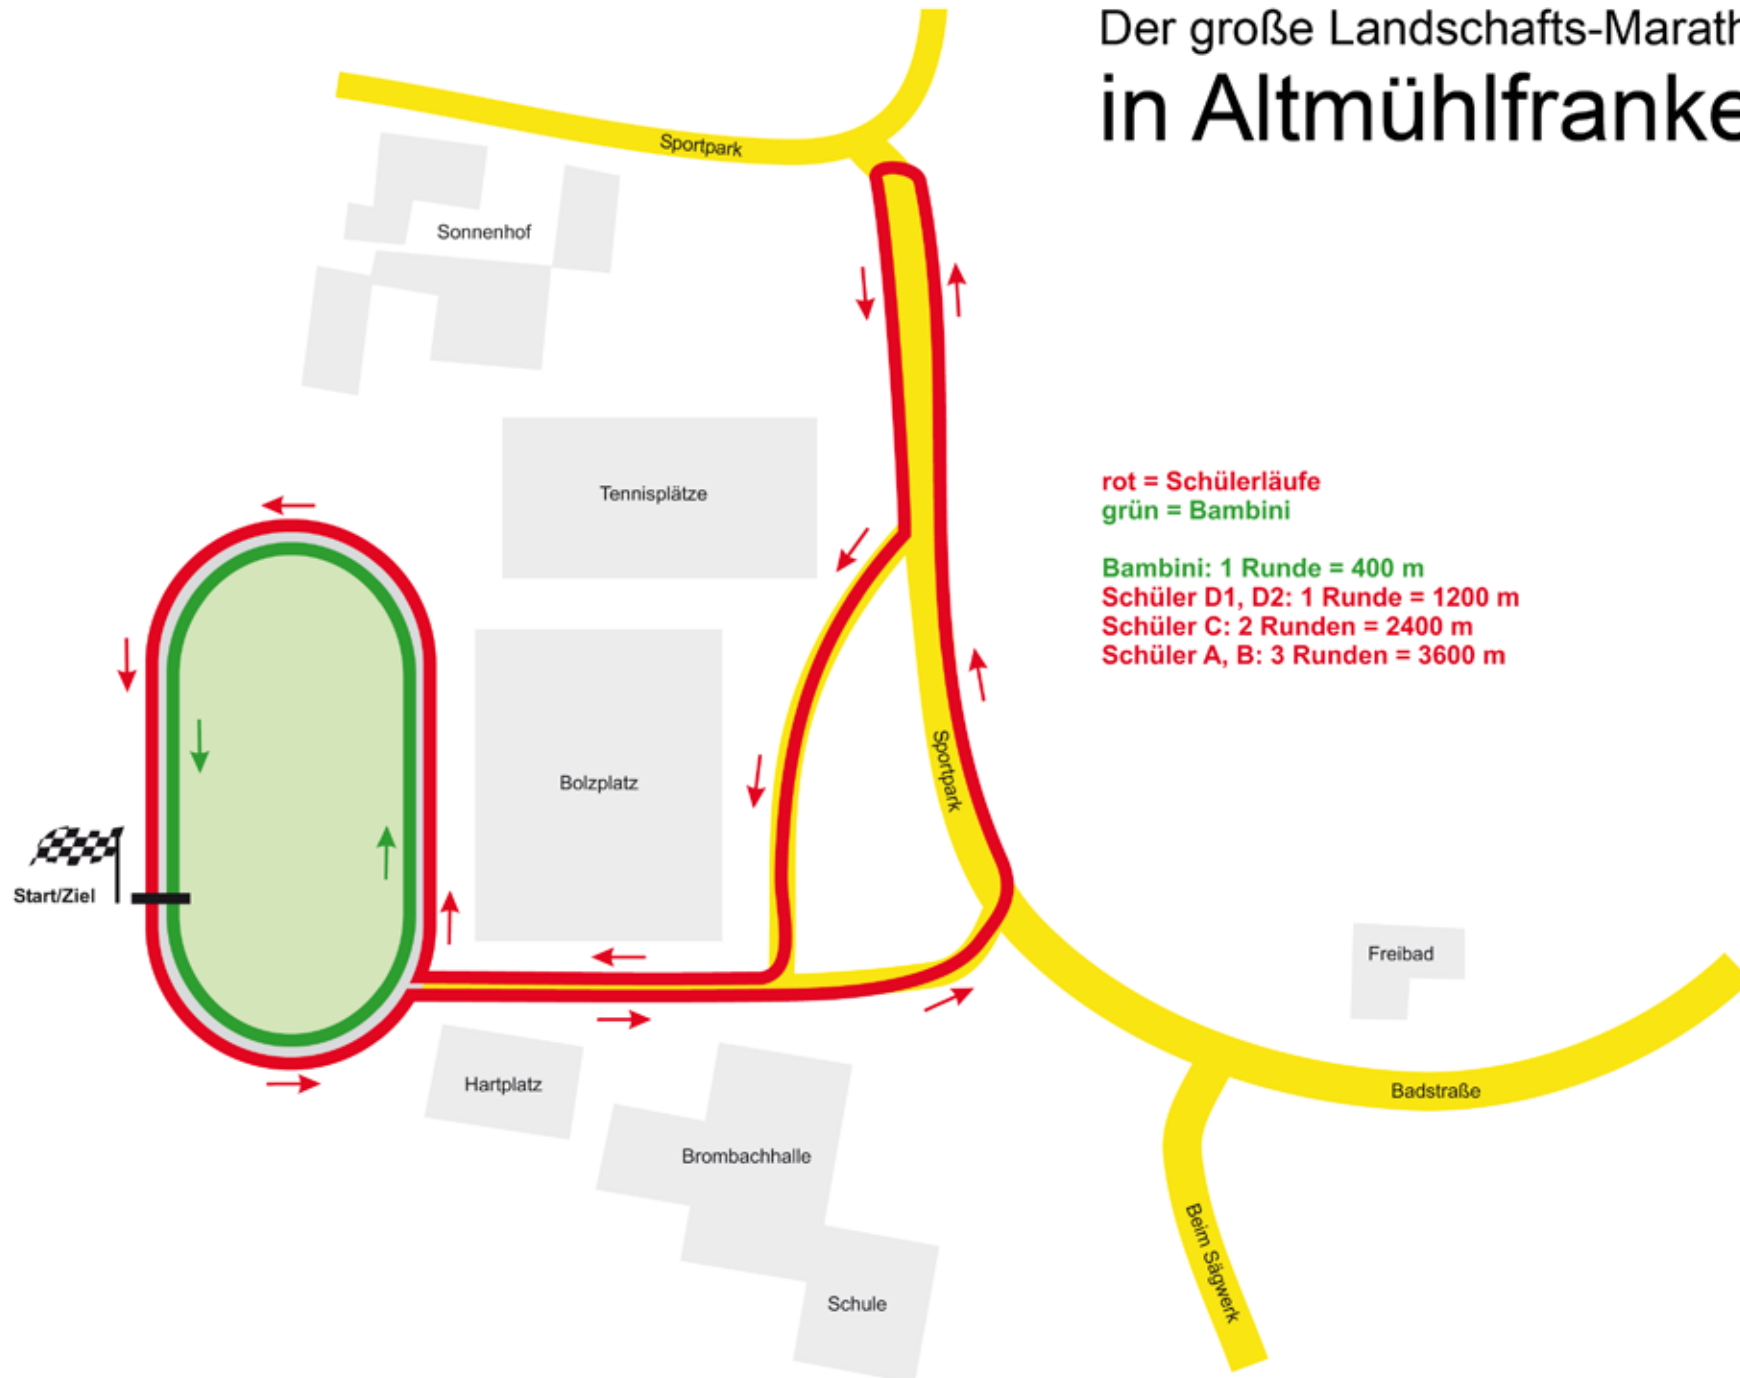 Der große Landschafts-Marath
in Altmühlfranke
Sportpark
Sonnenhof
Tennisplätze
rot = Schülerläufe
grün = Bambini
Bambini: 1 Runde = 400 m
Schüler D1, D2: 1 Runde = 1200 m
Schüler C: 2 Runden = 2400 m
Schüler A, B: 3 Runden = 3600 m
Sportpark
Bolzplatz
Start/Ziel
Freibad
Hartplatz
Badstraße
Brombachhalle
Beim Sägwerk
Schule